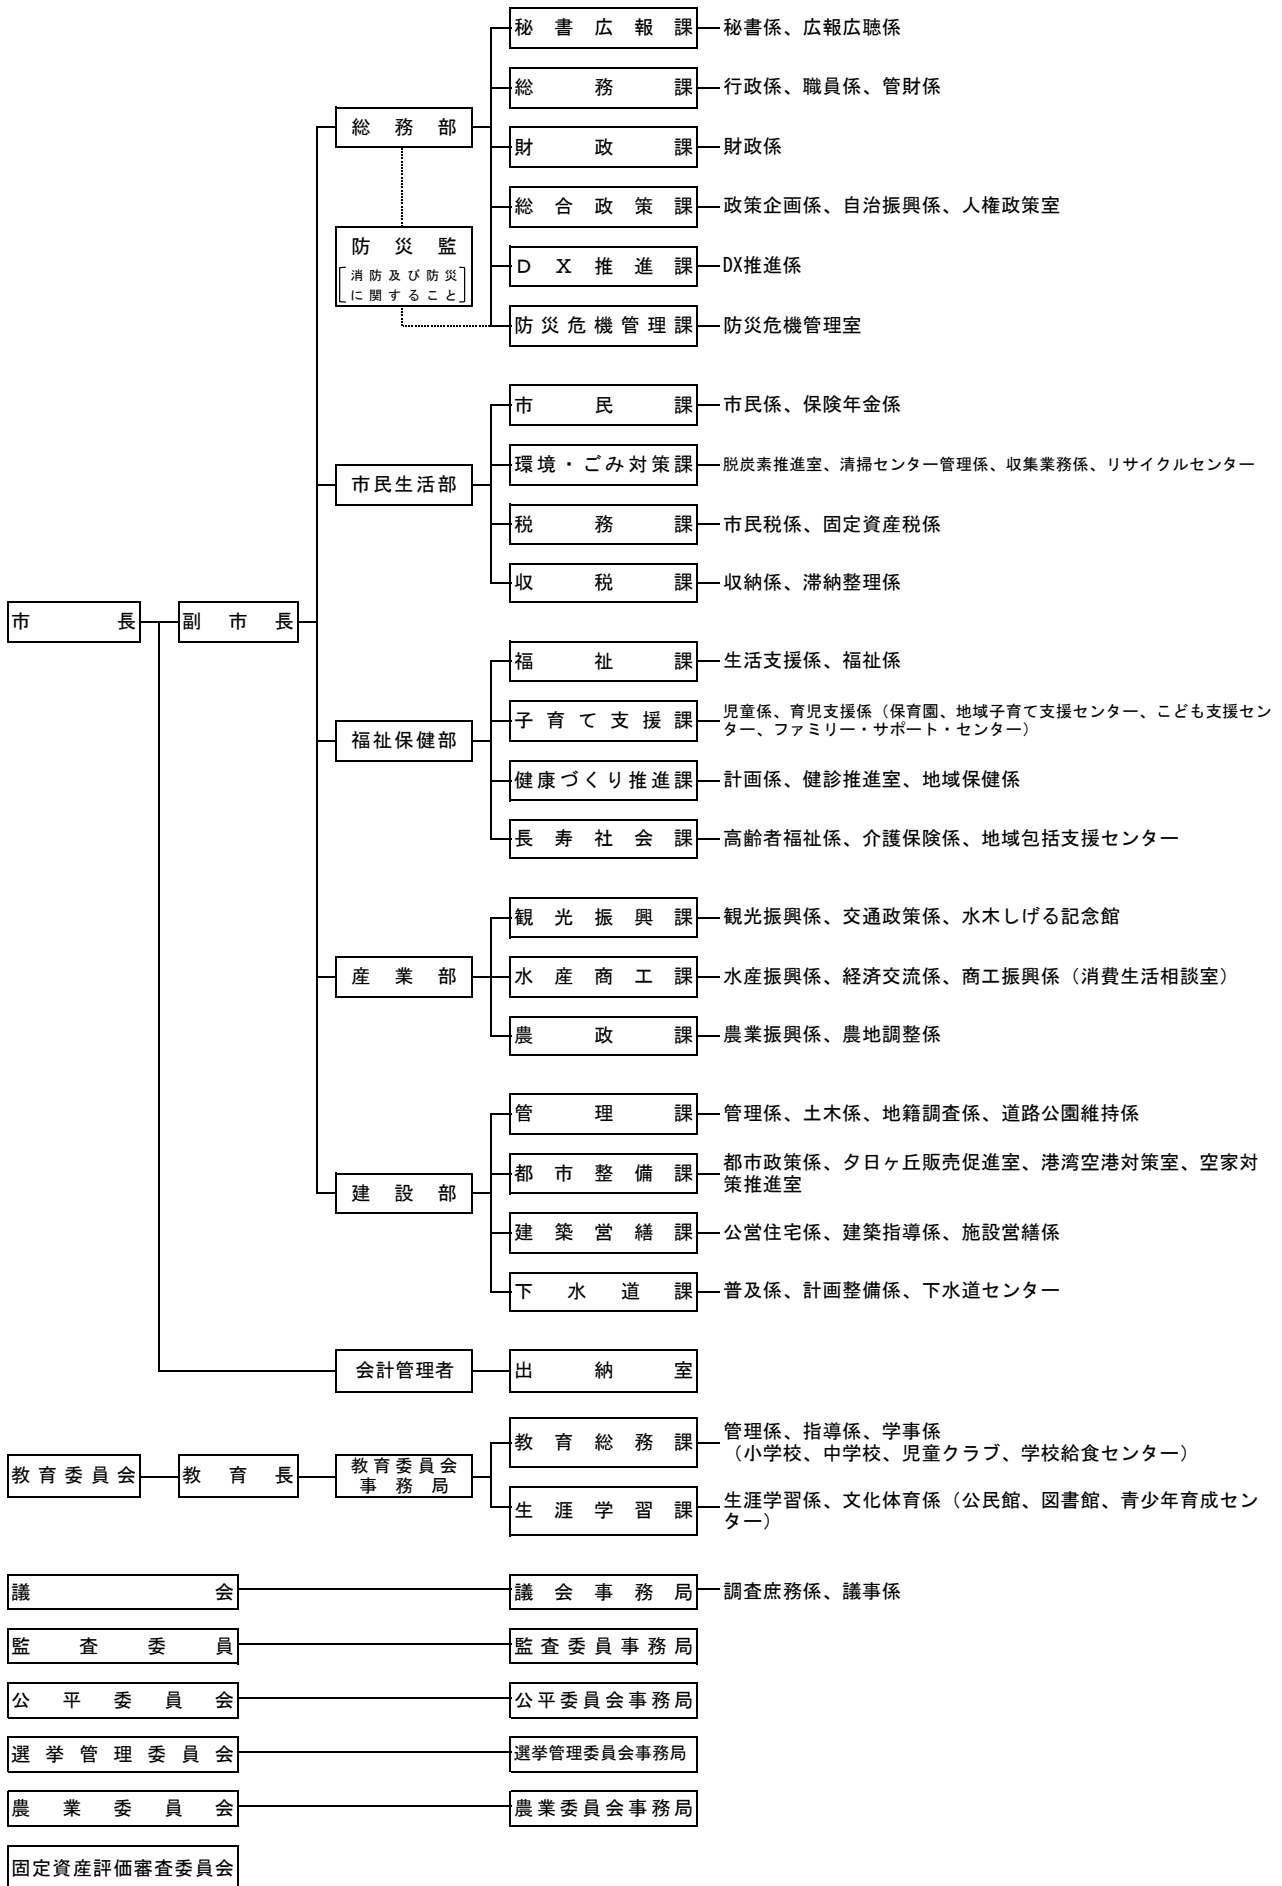 秘書広報課 秘書係、広報広聴係
総務課 行政係、職員係、管財係
総務部
財政課 財政係
総合政策課 政策企画係、自治振興係、人権政策室
防災監
消防及び防災
に関すること
ＤＸ推進課 DX推進係
防災危機管理課 防災危機管理室
市民課 市民係、保険年金係
環境・ごみ対策課 脱炭素推進室、清掃センター管理係、収集業務係、リサイクルセンター
市民生活部
税務課 市民税係、固定資産税係
収税課 収納係、滞納整理係
市長 副市長
福祉課 生活支援係、福祉係
子育て支援課 児童係、育児支援係（保育園、地域子育て支援センター、こども支援セン
ター、ファミリー・サポート・センター）
福祉保健部
健康づくり推進課 計画係、健診推進室、地域保健係
長寿社会課 高齢者福祉係、介護保険係、地域包括支援センター
観光振興課 観光振興係、交通政策係、水木しげる記念館
産業部 水産商工課 水産振興係、経済交流係、商工振興係（消費生活相談室）
農政課 農業振興係、農地調整係
管理課 管理係、土木係、地籍調査係、道路公園維持係
都市整備課 都市政策係、夕日ヶ丘販売促進室、港湾空港対策室、空家対
策推進室
建設部
建築営繕課 公営住宅係、建築指導係、施設営繕係
下水道課 普及係、計画整備係、下水道センター
会計管理者 出納室
教育総務課 管理係、指導係、学事係
（小学校、中学校、児童クラブ、学校給食センター）
教育委員会 教育長 教育委員会
事務局
生涯学習課 生涯学習係、文化体育係（公民館、図書館、青少年育成セン
ター）
議会 議会事務局 調査庶務係、議事係
監査委員 監査委員事務局
公平委員会 公平委員会事務局
選挙管理委員会 選挙管理委員会事務局
農業委員会 農業委員会事務局
固定資産評価審査委員会